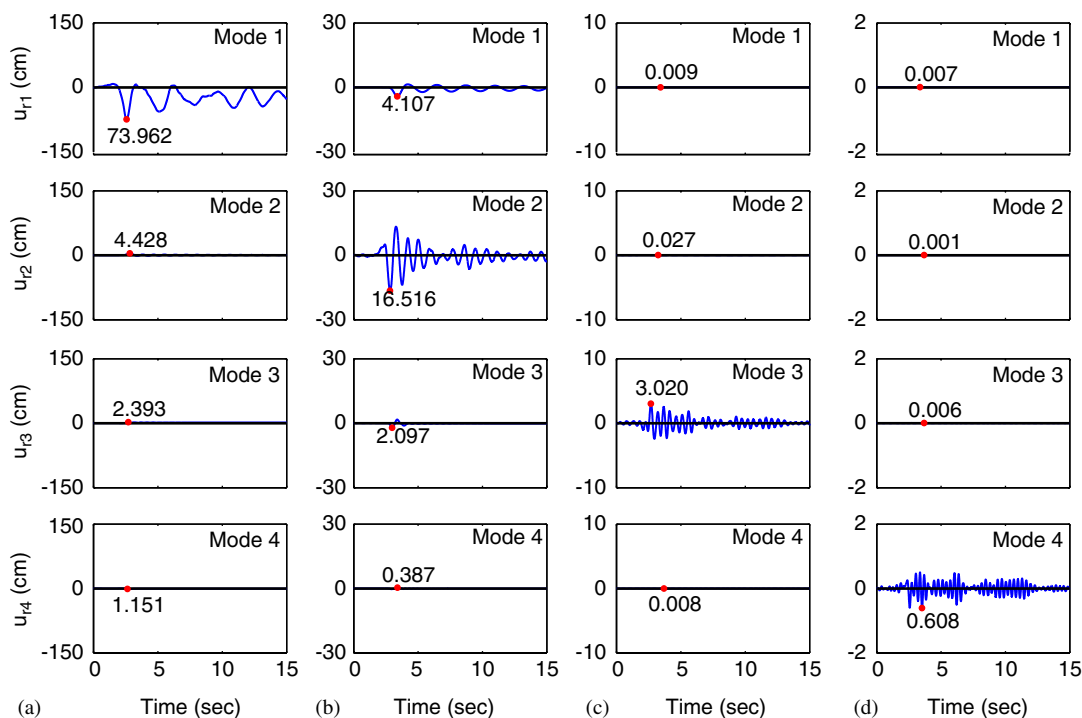 150 30 10 2
Mode 1 Mode 1 Mode 1 Mode 1
u_r1 (cm)
0.009 0.007
0 0 0 0
4.107
73.962
-150 -30 -10 -2
150 30 10 2
Mode 2 Mode 2 Mode 2 Mode 2
u_r2 (cm)
4.428 0.027 0.001
0 0 0 0
16.516
-150 -30 -10 -2
150 30 10 2
Mode 3 Mode 3 Mode 3 Mode 3
u_r3 (cm)
2.393 3.020 0.006
0 0 0 0
2.097
-150 -30 -10 -2
150 30 10 2
Mode 4 Mode 4 Mode 4 Mode 4
u_r4 (cm)
0.387
0 0 0 0
1.151 0.008
0.608
-150 -30 -10 -2
0 5 10 15 0 5 10 15 0 5 10 15 0 5 10 15
(a) Time (sec) (b) Time (sec) (c) Time (sec) (d) Time (sec)